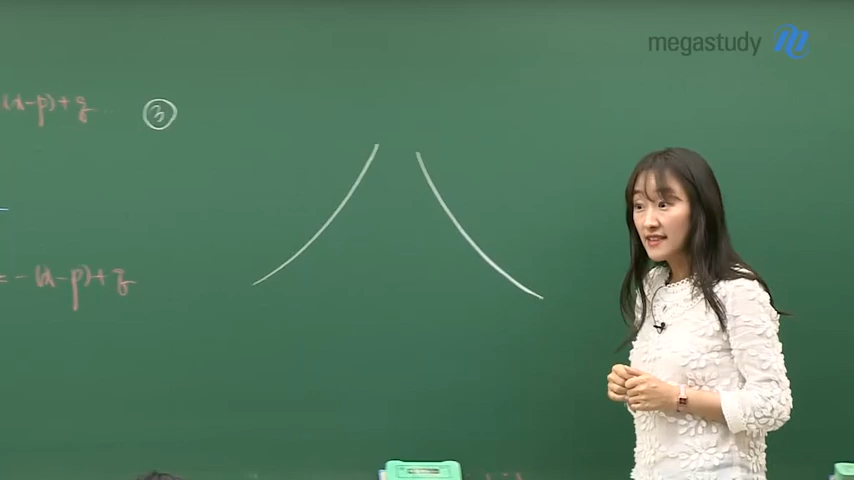 megastudy
(x-p)+q ③
=-(x-p)+q